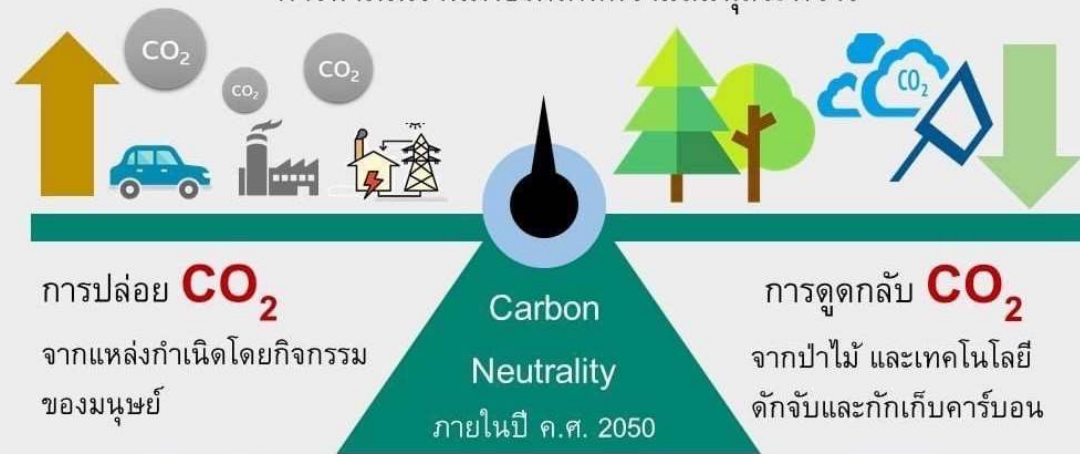 CO₂
CO₂
CO₂
CO₂
การปล่อย CO₂
จากแหล่งกำเนิดโดยกิจกรรม
ของมนุษย์
Carbon
Neutrality
ภายในปี ค.ศ. 2050
การดูดกลับ CO₂
จากป่าไม้ และเทคโนโลยี
ดักจับและกักเก็บคาร์บอน